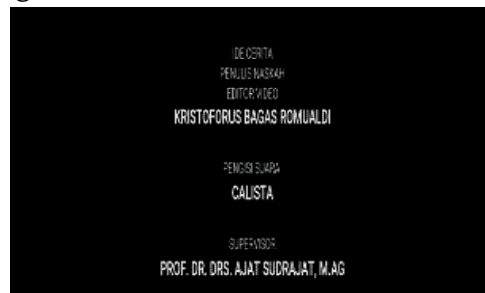 IDE CERITA
PENULIS NASKAH
EDITOR VIDEO
KRISTOFORUS BAGAS ROMUALDI
PENGISI SUARA
CALISTA
SUPERVISOR
PROF. DR. DRS. AJAT SUDRAJAT, M.AG